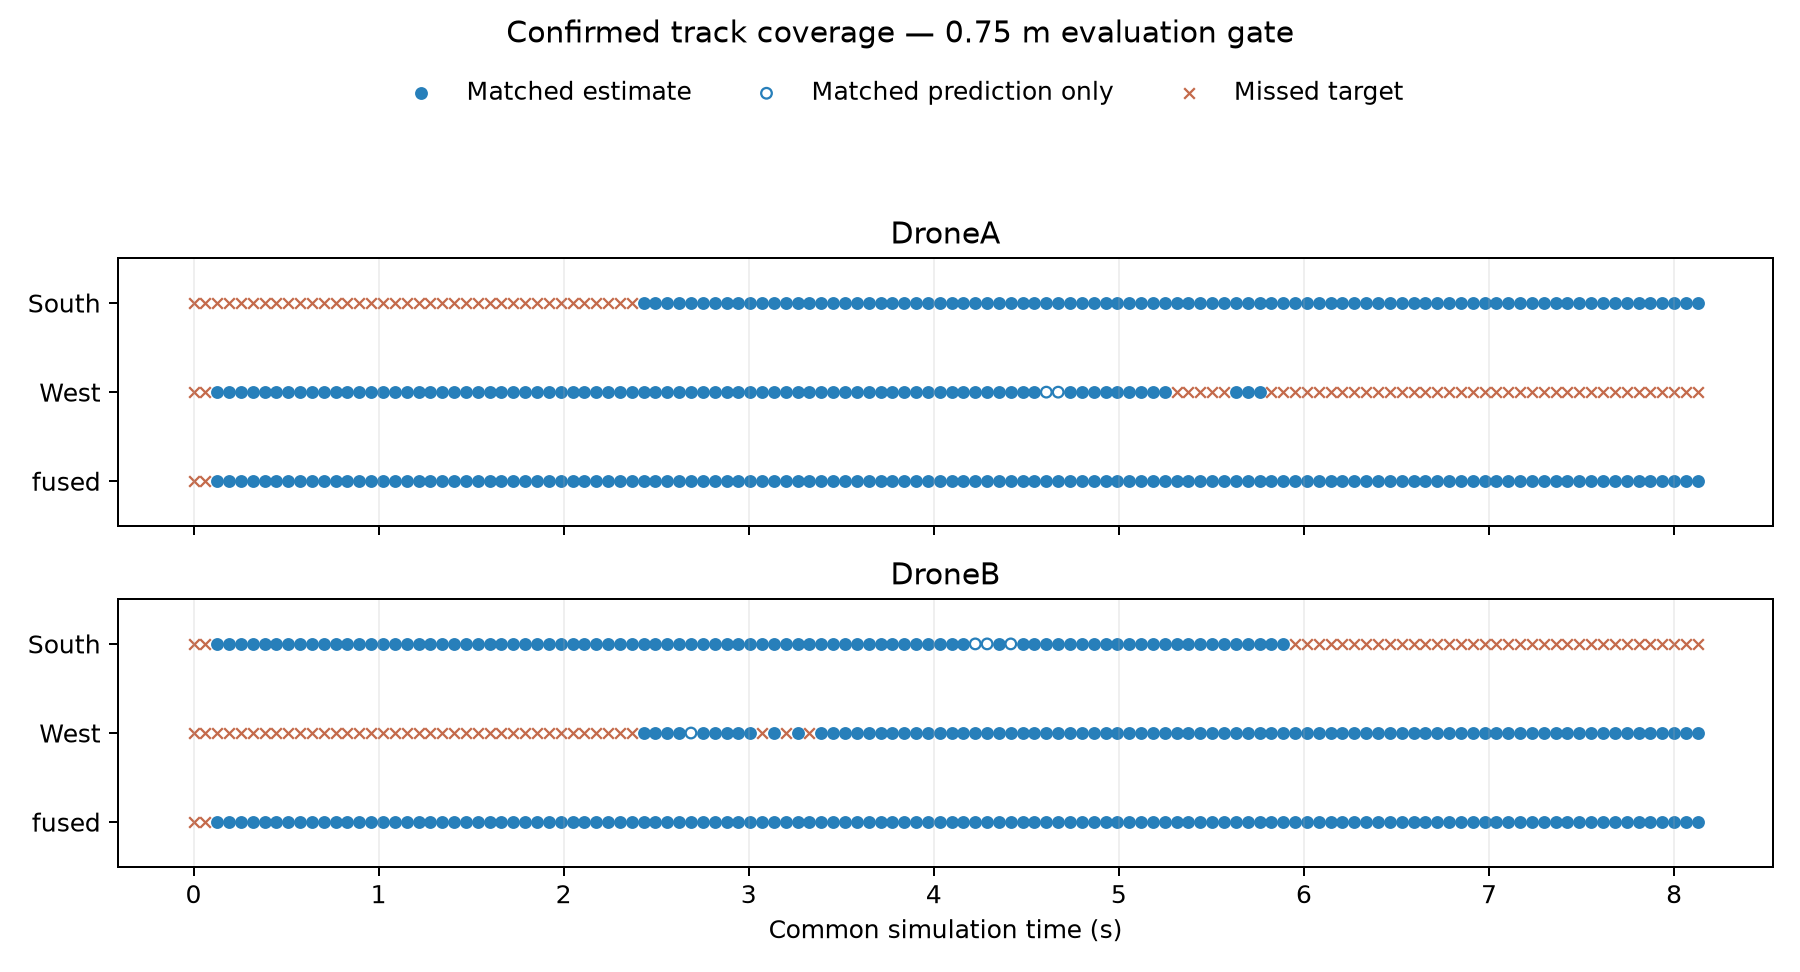 Confirmed track coverage — 0.75 m evaluation gate
Matched estimate Matched prediction only Missed target
DroneA
South
West
fused
DroneB
South
West
fused
0 1 2 3 4 5 6 7 8
Common simulation time (s)